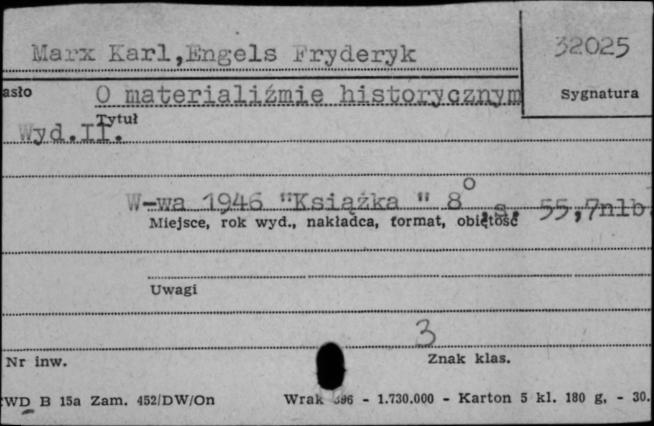 Marx Karl,Engels Fryderyk
32025
asło
O materialiźmie historycznym
Sygnatura
Tytuł
Wyd.II.
W-wa 1946 "Książka " 8° ,s. 55,7nlb.
Miejsce, rok wyd., nakładca, format, objętość
Uwagi
3
Nr inw.
Znak klas.
WD B 15a Zam. 452/DW/On
Wrak 396 - 1.730.000 - Karton 5 kl. 180 g, - 30.